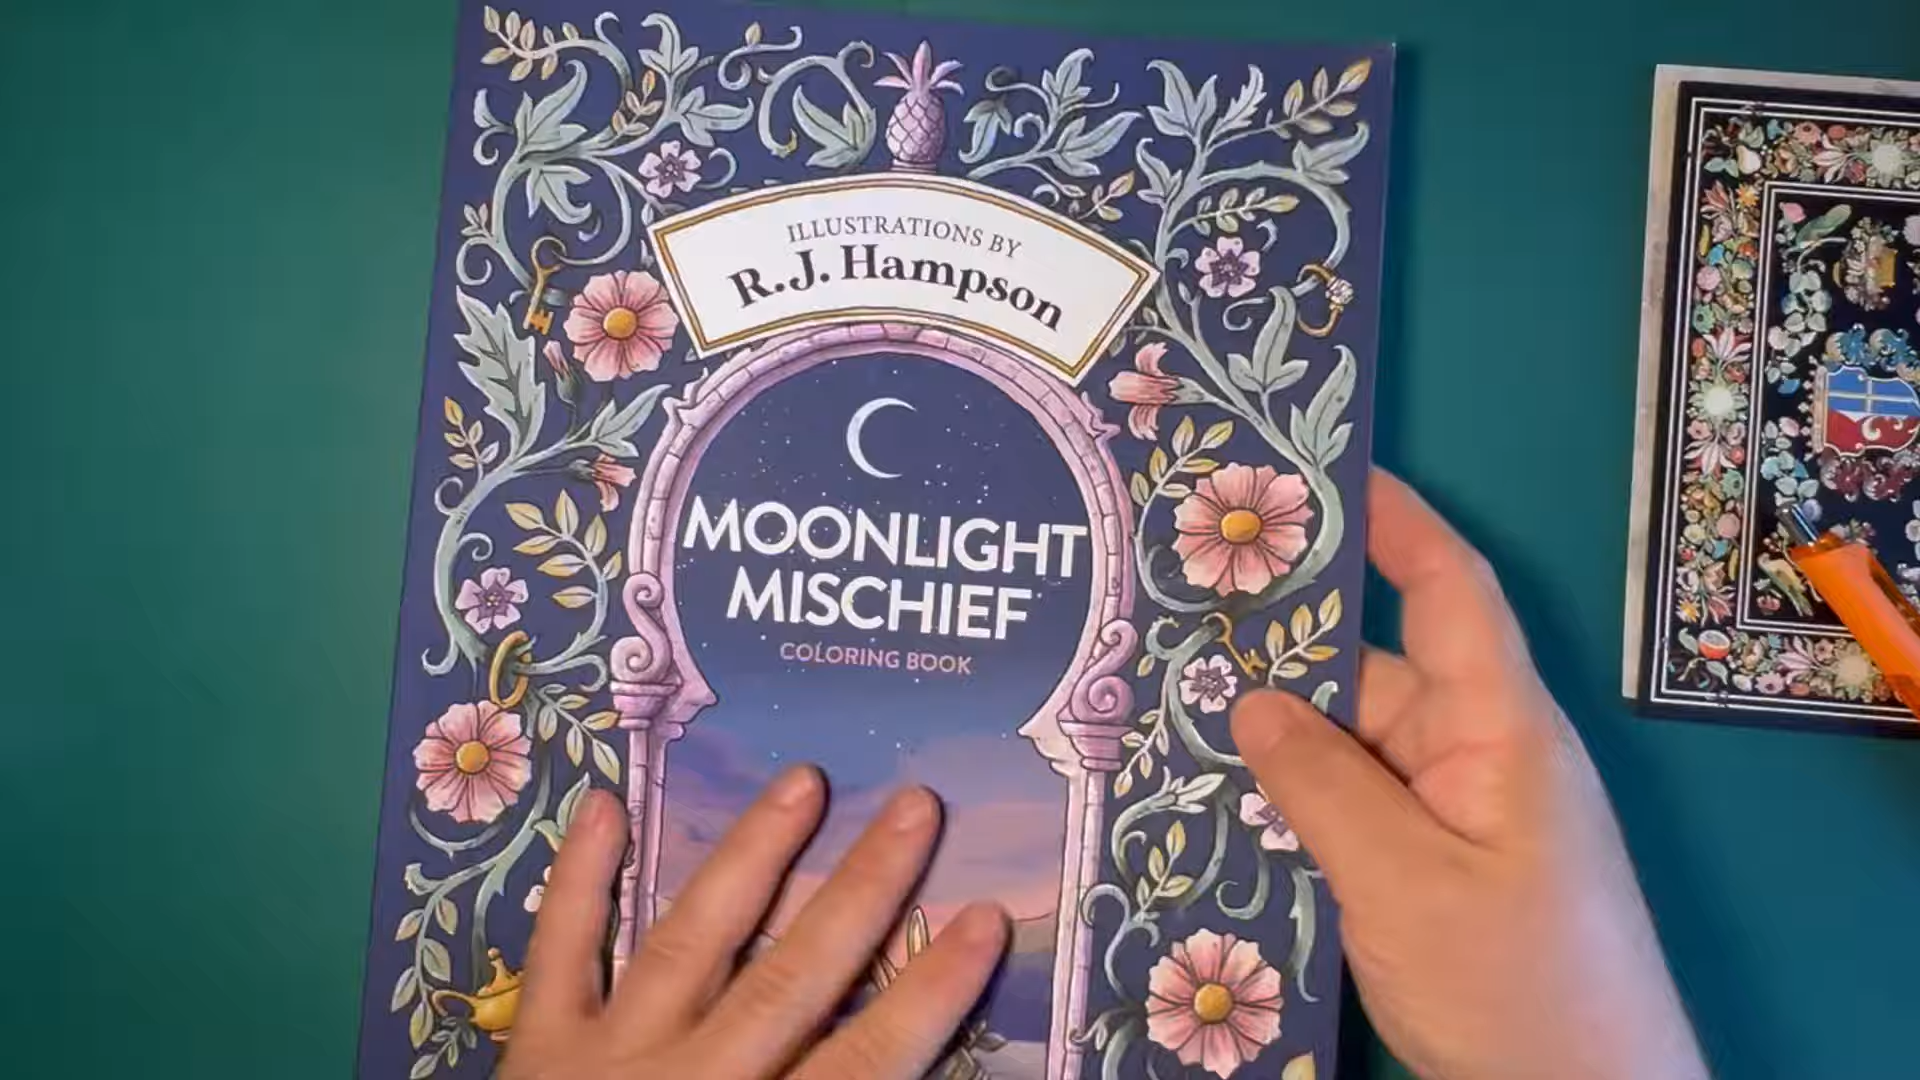 ILLUSTRATIONS BY
R.J. Hampson
MOONLIGHT
MISCHIEF
COLORING BOOK